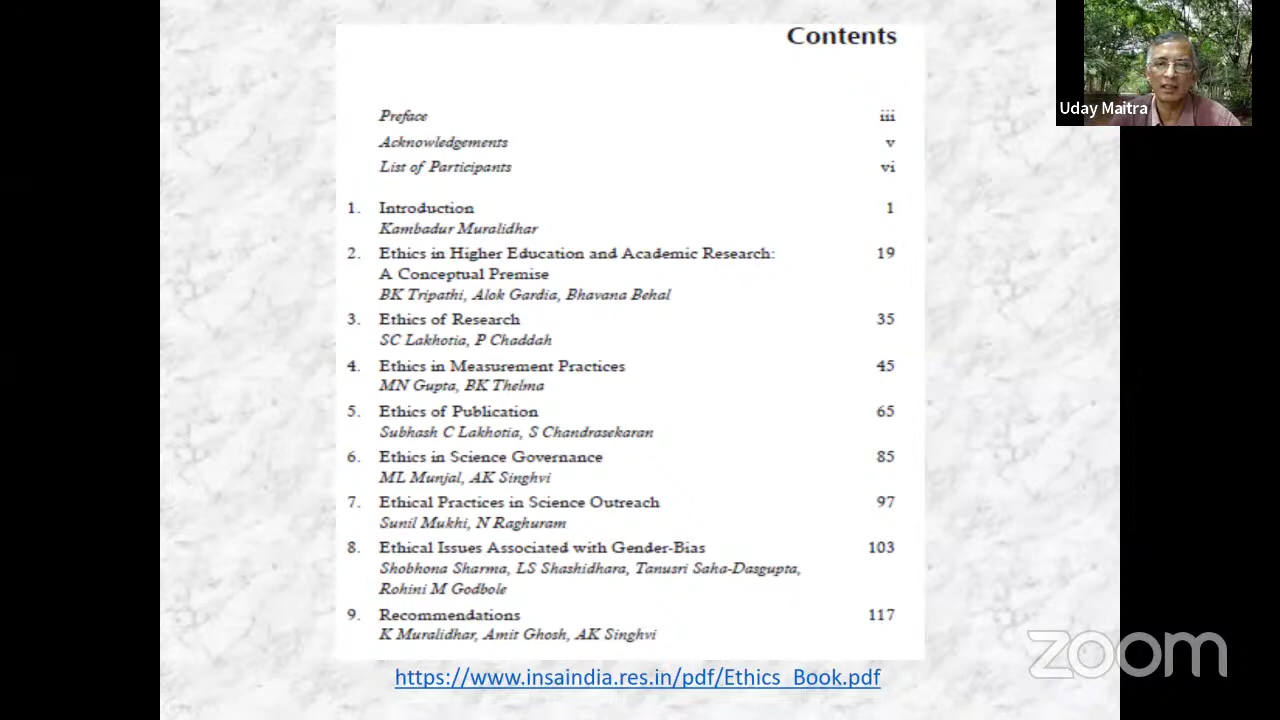 Contents
Preface iii
Acknowledgements v
List of Participants vi
1. Introduction 1
Kambadur Muralidhar
2. Ethics in Higher Education and Academic Research: 19
A Conceptual Premise
BK Tripathi, Alok Gardia, Bhavana Behal
3. Ethics of Research 35
SC Lakhotia, P Chaddah
4. Ethics in Measurement Practices 45
MN Gupta, BK Thelma
5. Ethics of Publication 65
Subhash C Lakhotia, S Chandrasekaran
6. Ethics in Science Governance 85
ML Munjal, AK Singhvi
7. Ethical Practices in Science Outreach 97
Sunil Mukhi, N Raghuram
8. Ethical Issues Associated with Gender-Bias 103
Shobhona Sharma, LS Shashidhara, Tanusri Saha-Dasgupta,
Rohini M Godbole
9. Recommendations 117
K Muralidhar, Amit Ghosh, AK Singhvi
https://www.insaindia.res.in/pdf/Ethics_Book.pdf
Uday Maitra
zoom